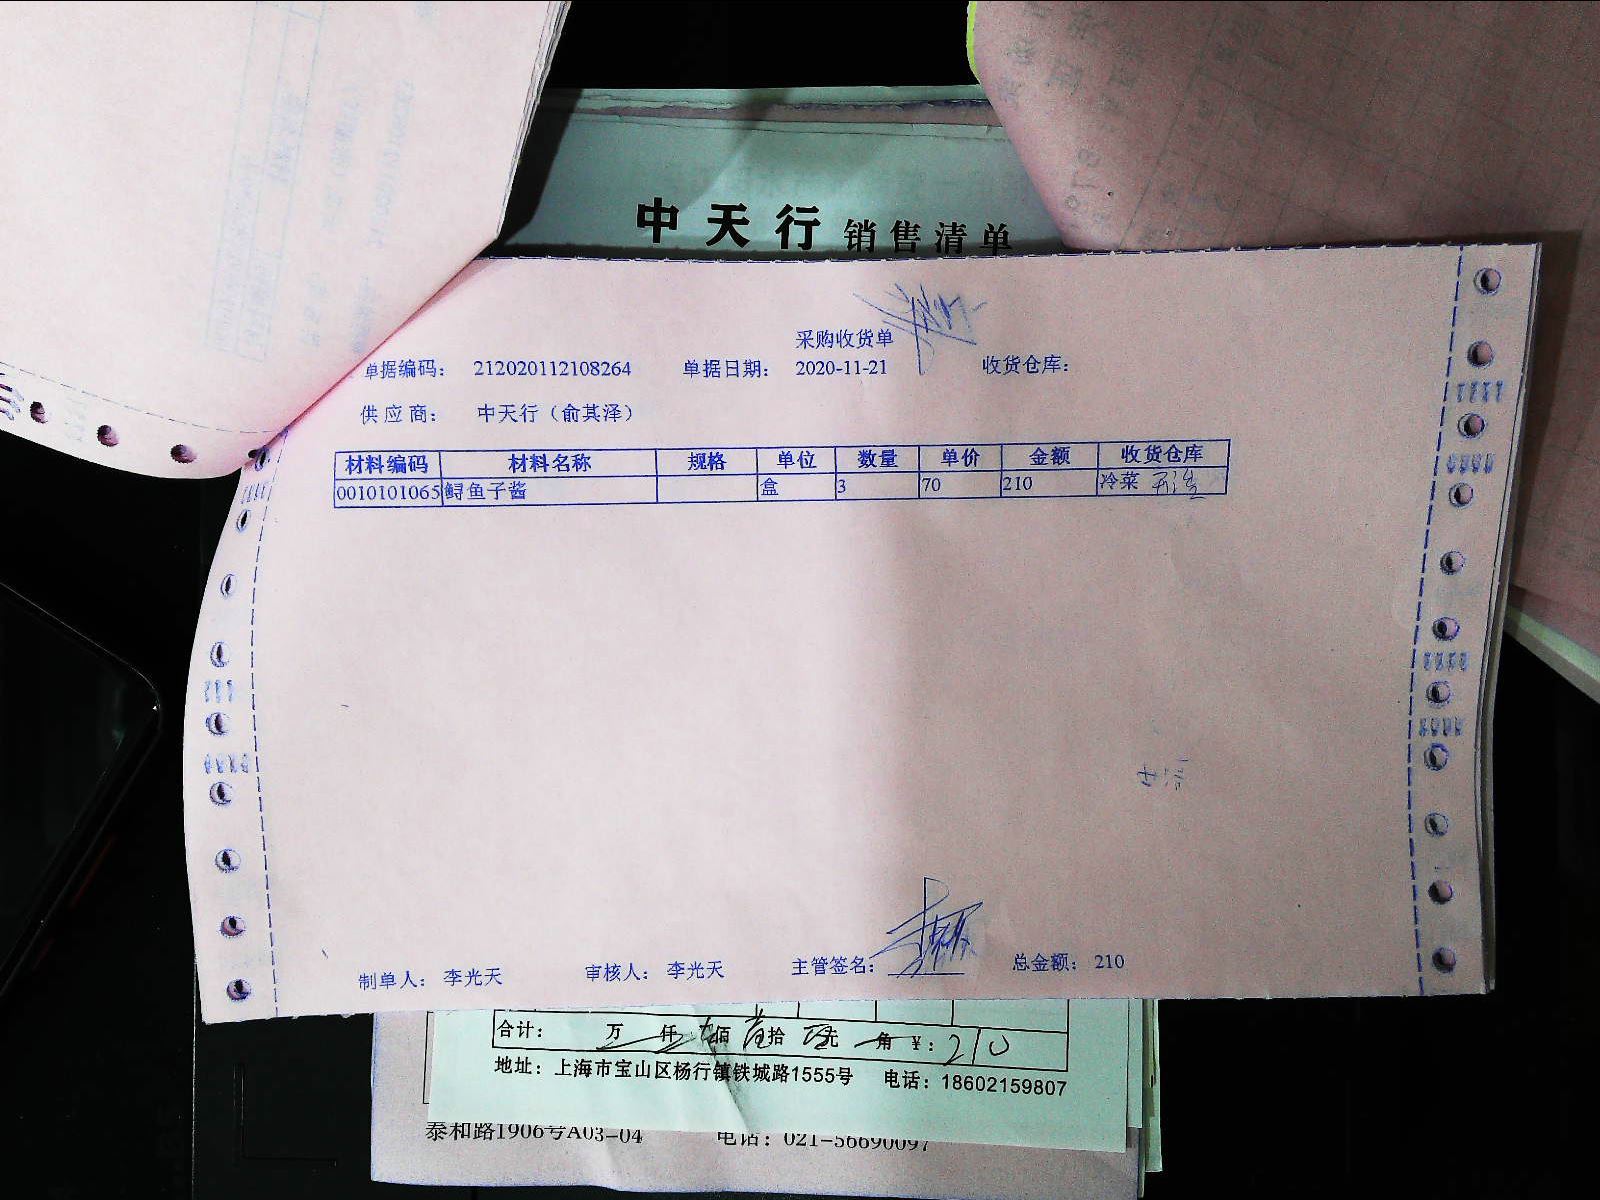 中天行 销售清单
采购收货单
单据编码： 212020112108264 单据日期： 2020-11-21 收货仓库：
供应商： 中天行（俞其泽）
材料编码 材料名称 规格 单位 数量 单价 金额 收货仓库
0010101065 鲟鱼子酱 盒 3 70 210 冷菜
制单人： 李光天 审核人： 李光天 主管签名： 总金额： 210
合计： 万 仟 佰 拾 元 角 ¥：210
地址：上海市宝山区杨行镇铁城路1555号 电话：18602159807
泰和路1906号A03-04 电话：021-56690097